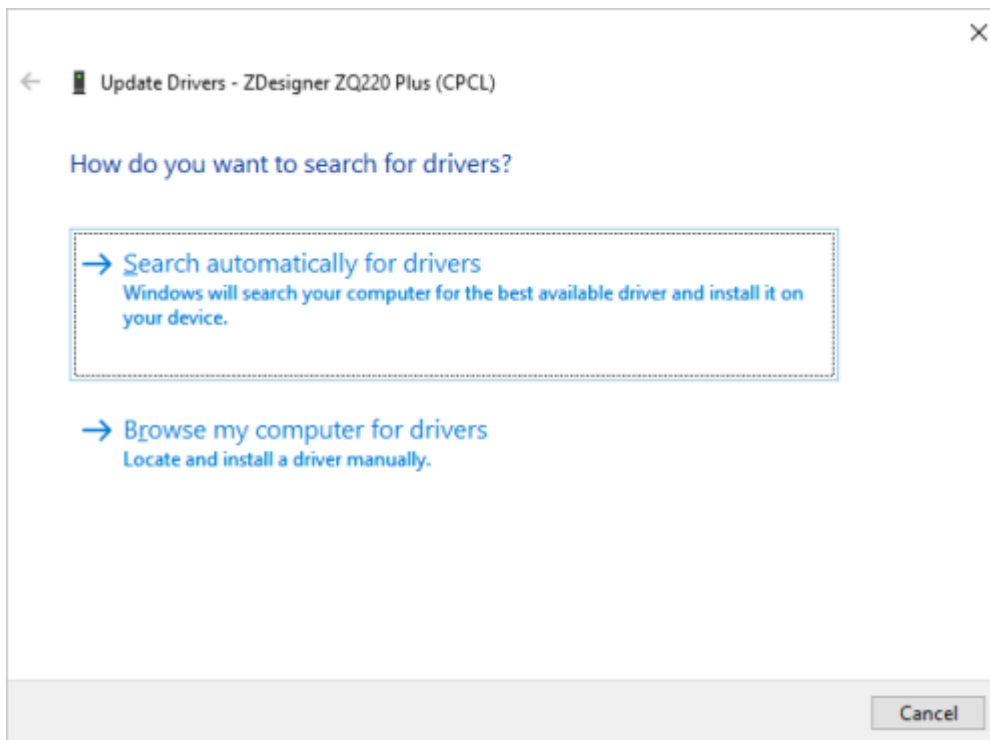 Update Drivers - ZDesigner ZQ220 Plus (CPCL)
How do you want to search for drivers?
Search automatically for drivers
Windows will search your computer for the best available driver and install it on
your device.
Browse my computer for drivers
Locate and install a driver manually.
Cancel